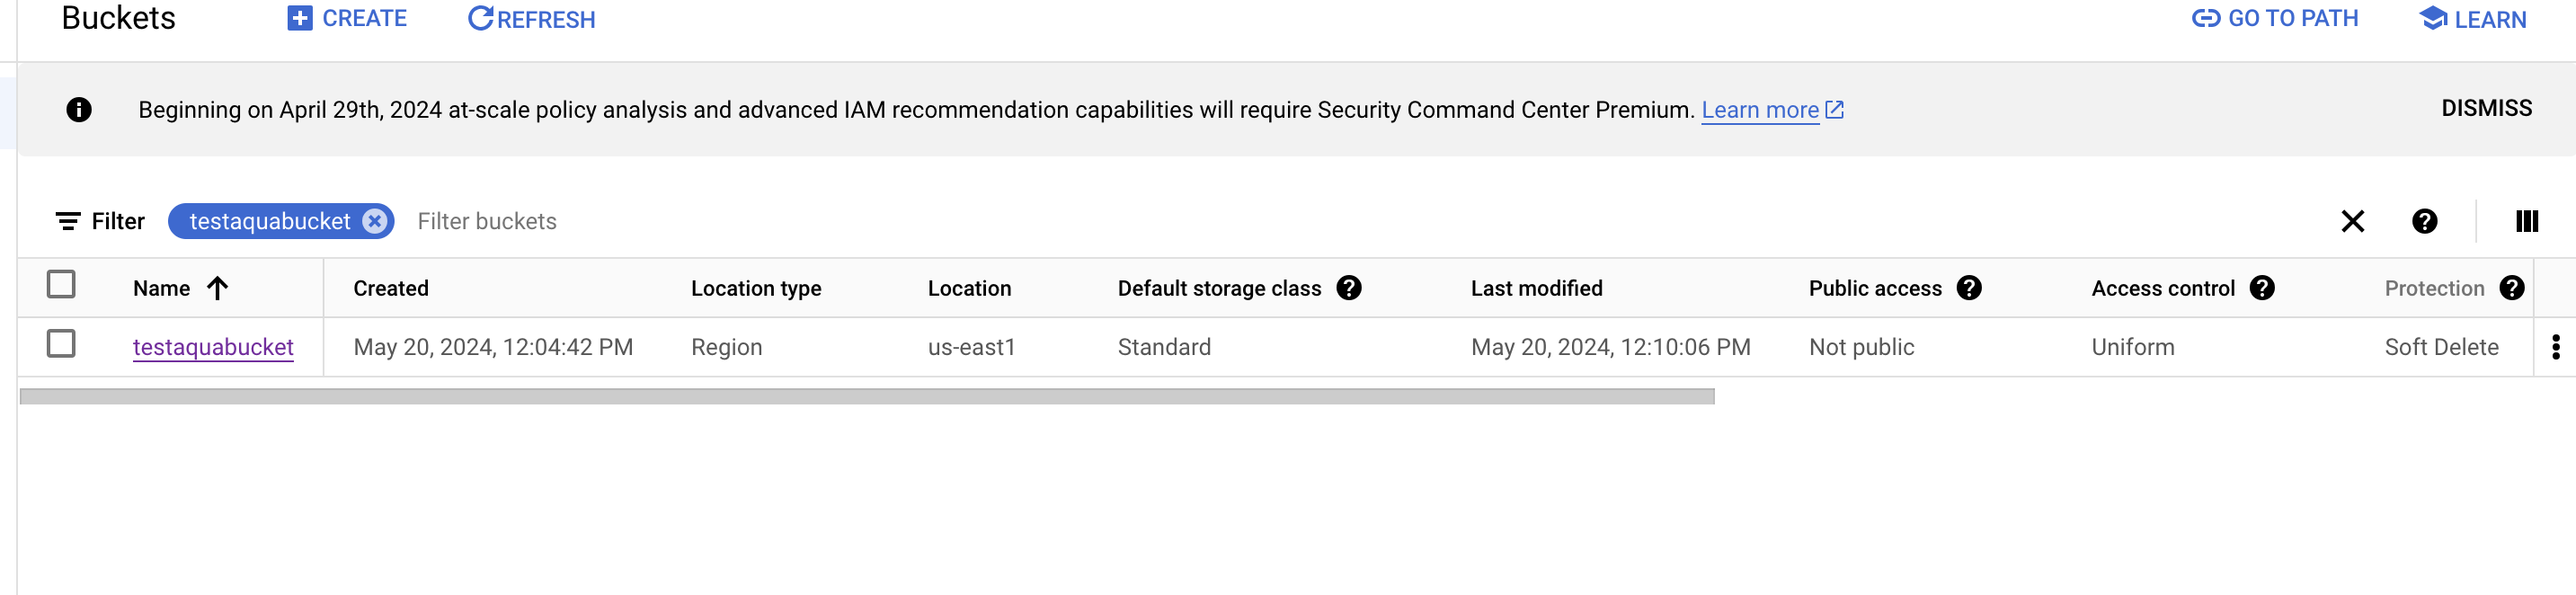 Buckets CREATE REFRESH GO TO PATH LEARN
Beginning on April 29th, 2024 at-scale policy analysis and advanced IAM recommendation capabilities will require Security Command Center Premium. Learn more DISMISS
Filter testaquabucket Filter buckets
Name Created Location type Location Default storage class Last modified Public access Access control Protection
testaquabucket May 20, 2024, 12:04:42 PM Region us-east1 Standard May 20, 2024, 12:10:06 PM Not public Uniform Soft Delete